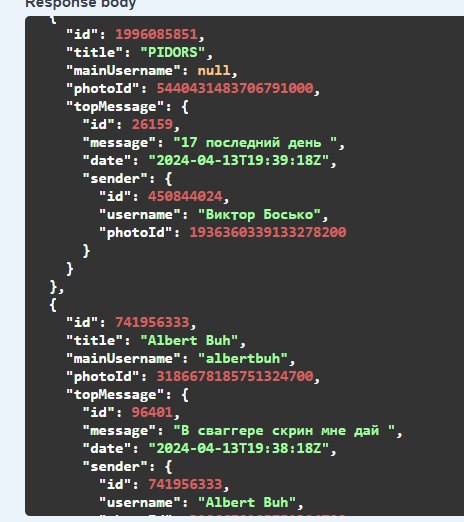 Response body
{
"id": 1996085851,
"title": "PIDORS",
"mainUsername": null,
"photoId": 5440431483706791000,
"topMessage": {
"id": 26159,
"message": "17 последний день ",
"date": "2024-04-13T19:39:18Z",
"sender": {
"id": 450844024,
"username": "Виктор Босько",
"photoId": 1936360339133278200
}
}
},
{
"id": 741956333,
"title": "Albert Buh",
"mainUsername": "albertbuh",
"photoId": 3186678185751324700,
"topMessage": {
"id": 96401,
"message": "В сваггере скрин мне дай ",
"date": "2024-04-13T19:38:18Z",
"sender": {
"id": 741956333,
"username": "Albert Buh",